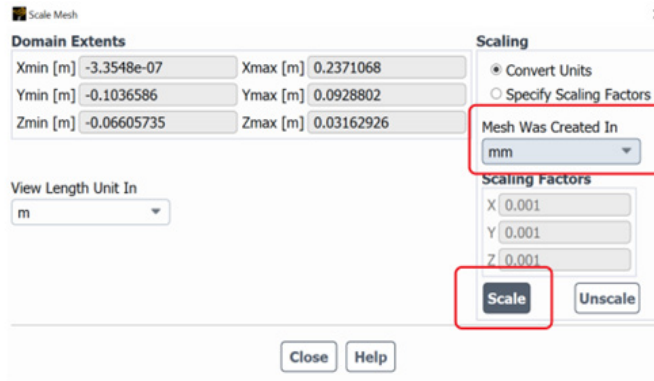 Scale Mesh
Domain Extents
Xmin [m] -3.3548e-07 Xmax [m] 0.2371068
Ymin [m] -0.1036586 Ymax [m] 0.0928802
Zmin [m] -0.06605735 Zmax [m] 0.03162926
View Length Unit In
m
Scaling
Convert Units
Specify Scaling Factors
Mesh Was Created In
mm
Scaling Factors
X 0.001
Y 0.001
Z 0.001
Scale Unscale
Close Help